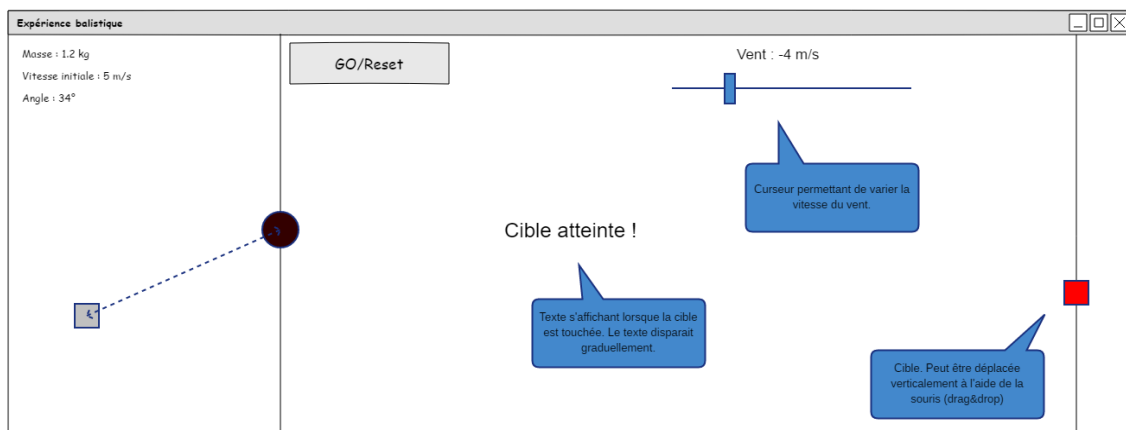 Expérience balistique
Masse : 1.2 kg
Vitesse initiale : 5 m/s
Angle : 34°
GO/Reset
Vent : -4 m/s
Curseur permettant de varier la
vitesse du vent.
Cible atteinte !
Texte s'affichant lorsque la cible
est touchée. Le texte disparait
graduellement.
Cible. Peut être déplacée
verticalement à l'aide de la
souris (drag&drop)